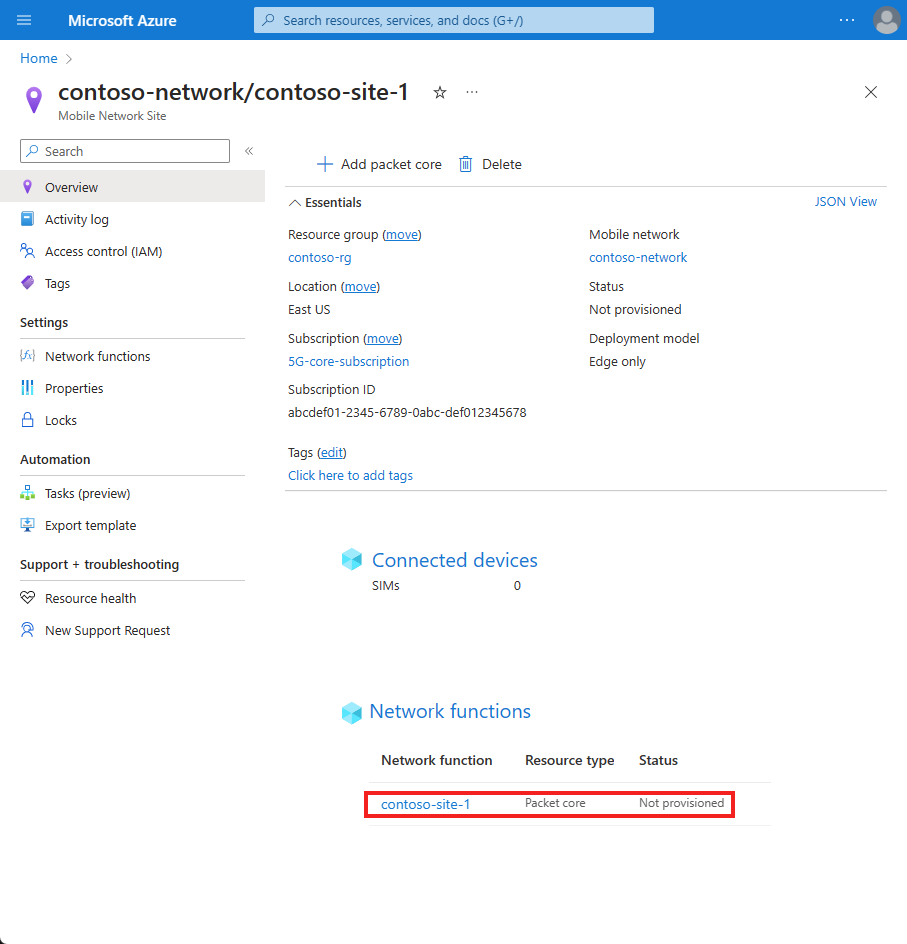 Microsoft Azure
Search resources, services, and docs (G+/)
Home
contoso-network/contoso-site-1
Mobile Network Site
Search
Add packet core
Delete
Overview
Activity log
Access control (IAM)
Tags
Settings
Network functions
Properties
Locks
Automation
Tasks (preview)
Export template
Support + troubleshooting
Resource health
New Support Request
Essentials
JSON View
Resource group (move)
contoso-rg
Location (move)
East US
Subscription (move)
5G-core-subscription
Subscription ID
abcdef01-2345-6789-0abc-def012345678
Mobile network
contoso-network
Status
Not provisioned
Deployment model
Edge only
Tags (edit)
Click here to add tags
Connected devices
SIMs 0
Network functions
Network function Resource type Status
contoso-site-1 Packet core Not provisioned